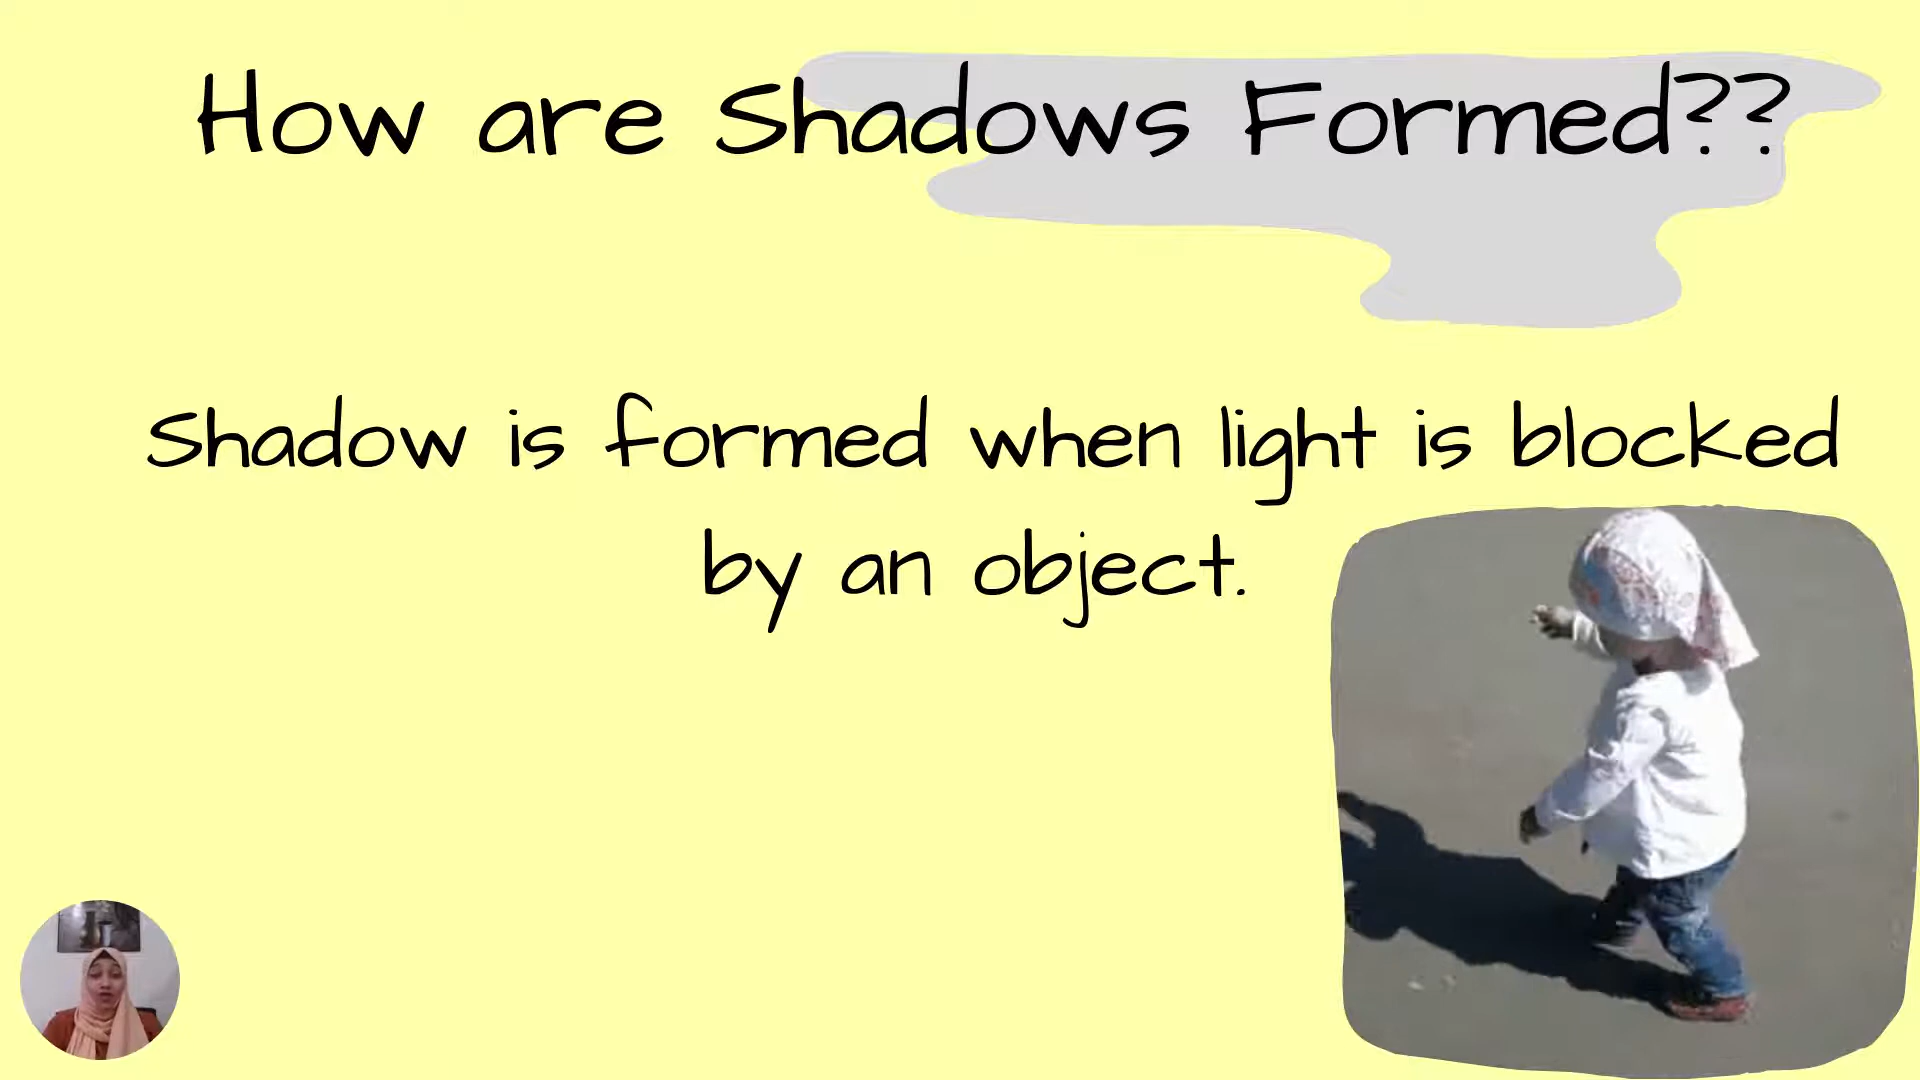 How are Shadows Formed??
Shadow is formed when light is blocked
by an object.